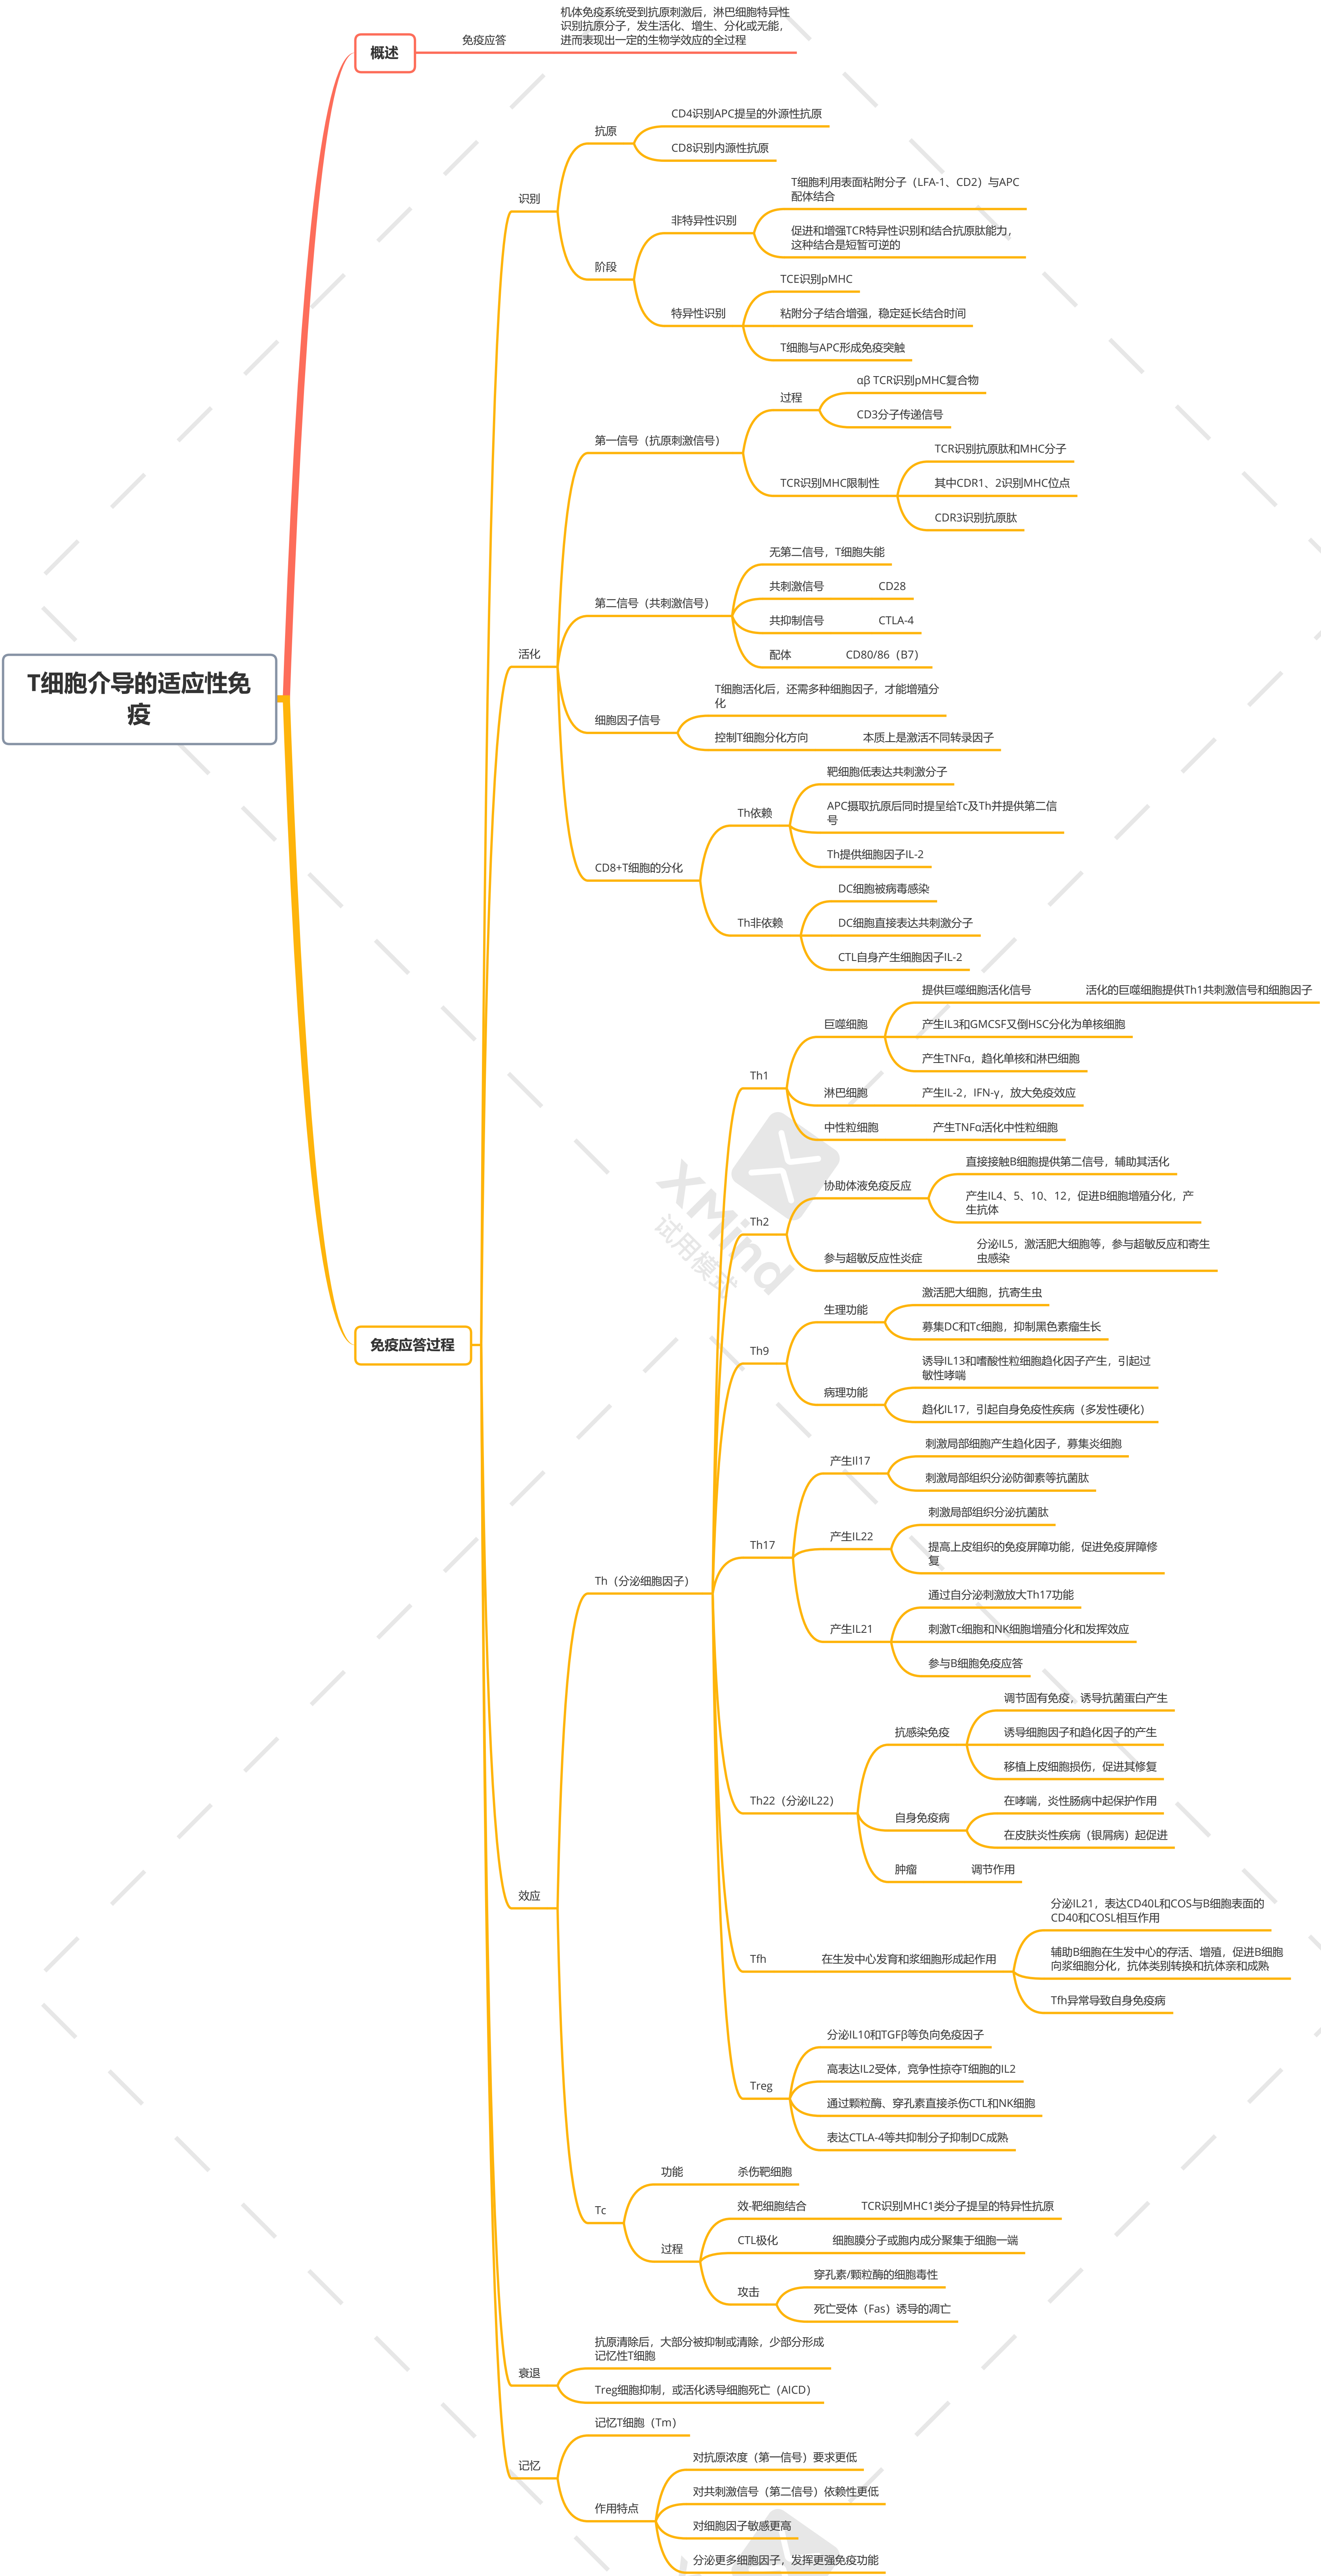 T细胞介导的适应性免
疫
概述
免疫应答
机体免疫系统受到抗原刺激后，淋巴细胞特异性
识别抗原分子，发生活化、增生、分化或无能，
进而表现出一定的生物学效应的全过程
免疫应答过程
识别
抗原
CD4识别APC提呈的外源性抗原
CD8识别内源性抗原
阶段
非特异性识别
T细胞利用表面粘附分子（LFA-1、CD2）与APC
配体结合
促进和增强TCR特异性识别和结合抗原肽能力，
这种结合是短暂可逆的
特异性识别
TCE识别pMHC
粘附分子结合增强，稳定延长结合时间
T细胞与APC形成免疫突触
活化
第一信号（抗原刺激信号）
过程
αβ TCR识别pMHC复合物
CD3分子传递信号
TCR识别MHC限制性
TCR识别抗原肽和MHC分子
其中CDR1、2识别MHC位点
CDR3识别抗原肽
第二信号（共刺激信号）
无第二信号，T细胞失能
共刺激信号
CD28
共抑制信号
CTLA-4
配体
CD80/86（B7）
细胞因子信号
T细胞活化后，还需多种细胞因子，才能增殖分
化
控制T细胞分化方向
本质上是激活不同转录因子
CD8+T细胞的分化
Th依赖
靶细胞低表达共刺激分子
APC摄取抗原后同时提呈给Tc及Th并提供第二信
号
Th提供细胞因子IL-2
Th非依赖
DC细胞被病毒感染
DC细胞直接表达共刺激分子
CTL自身产生细胞因子IL-2
效应
Th（分泌细胞因子）
Th1
巨噬细胞
提供巨噬细胞活化信号
活化的巨噬细胞提供Th1共刺激信号和细胞因子
产生IL3和GMCSF又倒HSC分化为单核细胞
产生TNFα，趋化单核和淋巴细胞
淋巴细胞
产生IL-2，IFN-γ，放大免疫效应
中性粒细胞
产生TNFα活化中性粒细胞
Th2
协助体液免疫反应
直接接触B细胞提供第二信号，辅助其活化
产生IL4、5、10、12，促进B细胞增殖分化，产
生抗体
参与超敏反应性炎症
分泌IL5，激活肥大细胞等，参与超敏反应和寄生
虫感染
Th9
生理功能
激活肥大细胞，抗寄生虫
募集DC和Tc细胞，抑制黑色素瘤生长
病理功能
诱导IL13和嗜酸性粒细胞趋化因子产生，引起过
敏性哮喘
趋化IL17，引起自身免疫性疾病（多发性硬化）
Th17
产生Il17
刺激局部细胞产生趋化因子，募集炎细胞
刺激局部组织分泌防御素等抗菌肽
产生IL22
刺激局部组织分泌抗菌肽
提高上皮组织的免疫屏障功能，促进免疫屏障修
复
产生IL21
通过自分泌刺激放大Th17功能
刺激Tc细胞和NK细胞增殖分化和发挥效应
参与B细胞免疫应答
Th22（分泌IL22）
抗感染免疫
调节固有免疫，诱导抗菌蛋白产生
诱导细胞因子和趋化因子的产生
移植上皮细胞损伤，促进其修复
自身免疫病
在哮喘，炎性肠病中起保护作用
在皮肤炎性疾病（银屑病）起促进
肿瘤
调节作用
Tfh
在生发中心发育和浆细胞形成起作用
分泌IL21，表达CD40L和COS与B细胞表面的
CD40和COSL相互作用
辅助B细胞在生发中心的存活、增殖，促进B细胞
向浆细胞分化，抗体类别转换和抗体亲和成熟
Tfh异常导致自身免疫病
Treg
分泌IL10和TGFβ等负向免疫因子
高表达IL2受体，竞争性掠夺T细胞的IL2
通过颗粒酶、穿孔素直接杀伤CTL和NK细胞
表达CTLA-4等共抑制分子抑制DC成熟
Tc
功能
杀伤靶细胞
过程
效-靶细胞结合
TCR识别MHC1类分子提呈的特异性抗原
CTL极化
细胞膜分子或胞内成分聚集于细胞一端
攻击
穿孔素/颗粒酶的细胞毒性
死亡受体（Fas）诱导的凋亡
衰退
抗原清除后，大部分被抑制或清除，少部分形成
记忆性T细胞
Treg细胞抑制，或活化诱导细胞死亡（AICD）
记忆
记忆T细胞（Tm）
作用特点
对抗原浓度（第一信号）要求更低
对共刺激信号（第二信号）依赖性更低
对细胞因子敏感更高
分泌更多细胞因子，发挥更强免疫功能
XMind
试用模式